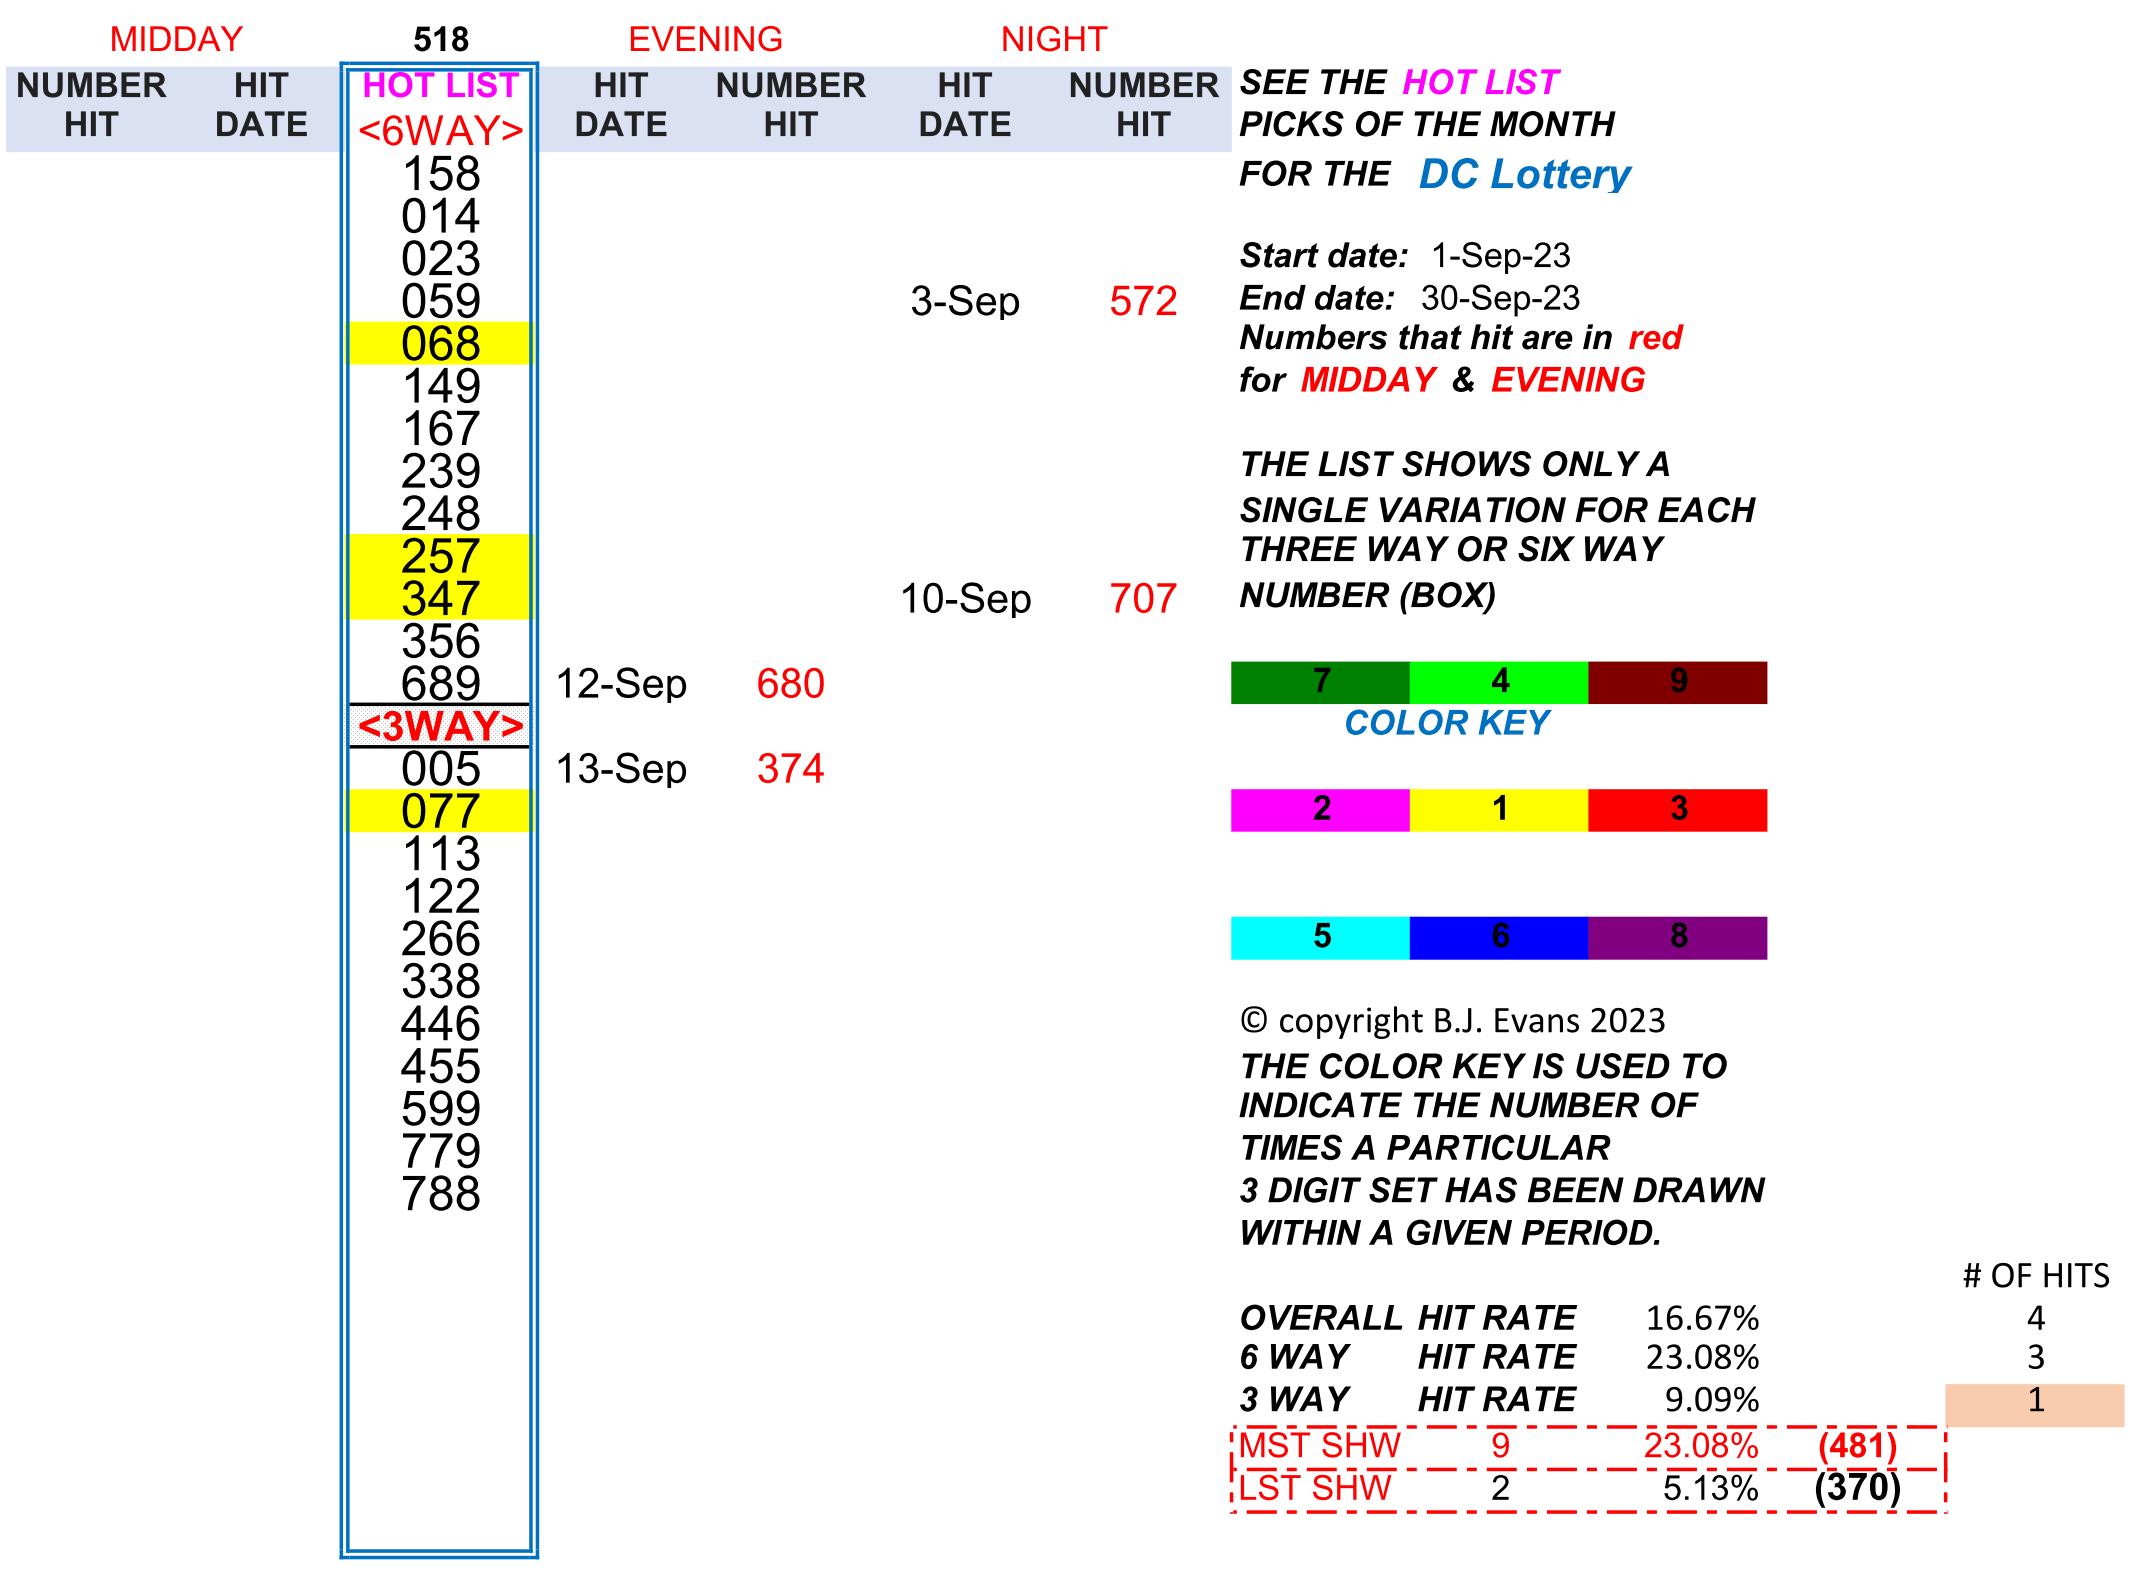 MIDDAY 518 EVENING NIGHT
NUMBER HIT HOT LIST HIT NUMBER HIT NUMBER SEE THE HOT LIST
HIT DATE <6WAY> DATE HIT DATE HIT PICKS OF THE MONTH
158 FOR THE DC Lottery
014
023 Start date: 1-Sep-23
059 3-Sep 572 End date: 30-Sep-23
068 Numbers that hit are in red
149 for MIDDAY & EVENING
167
239 THE LIST SHOWS ONLY A
248 SINGLE VARIATION FOR EACH
257 THREE WAY OR SIX WAY
347 10-Sep 707 NUMBER (BOX)
356
689 12-Sep 680 7 4 9
<3WAY> COLOR KEY
005 13-Sep 374
077 2 1 3
113
122
266 5 6 8
338
446 © copyright B.J. Evans 2023
455 THE COLOR KEY IS USED TO
599 INDICATE THE NUMBER OF
779 TIMES A PARTICULAR
788 3 DIGIT SET HAS BEEN DRAWN
WITHIN A GIVEN PERIOD.
# OF HITS
OVERALL HIT RATE 16.67% 4
6 WAY HIT RATE 23.08% 3
3 WAY HIT RATE 9.09% 1
MST SHW 9 23.08% (481)
LST SHW 2 5.13% (370)